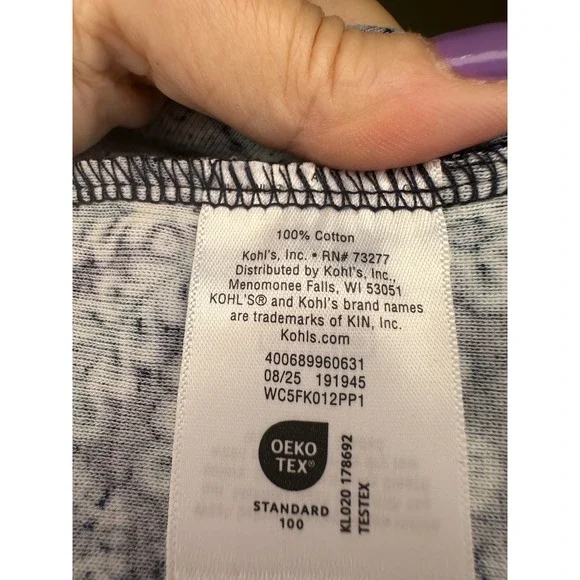 100% Cotton
Kohl's, Inc. • RN# 73277
Distributed by Kohl's, Inc.,
Menomonee Falls, WI 53051
KOHL'S® and Kohl's brand names
are trademarks of KIN, Inc.
Kohls.com
400689960631
08/25 191945
WC5FK012PP1
OEKO
TEX®
STANDARD
100
KL020 178692
TESTEX